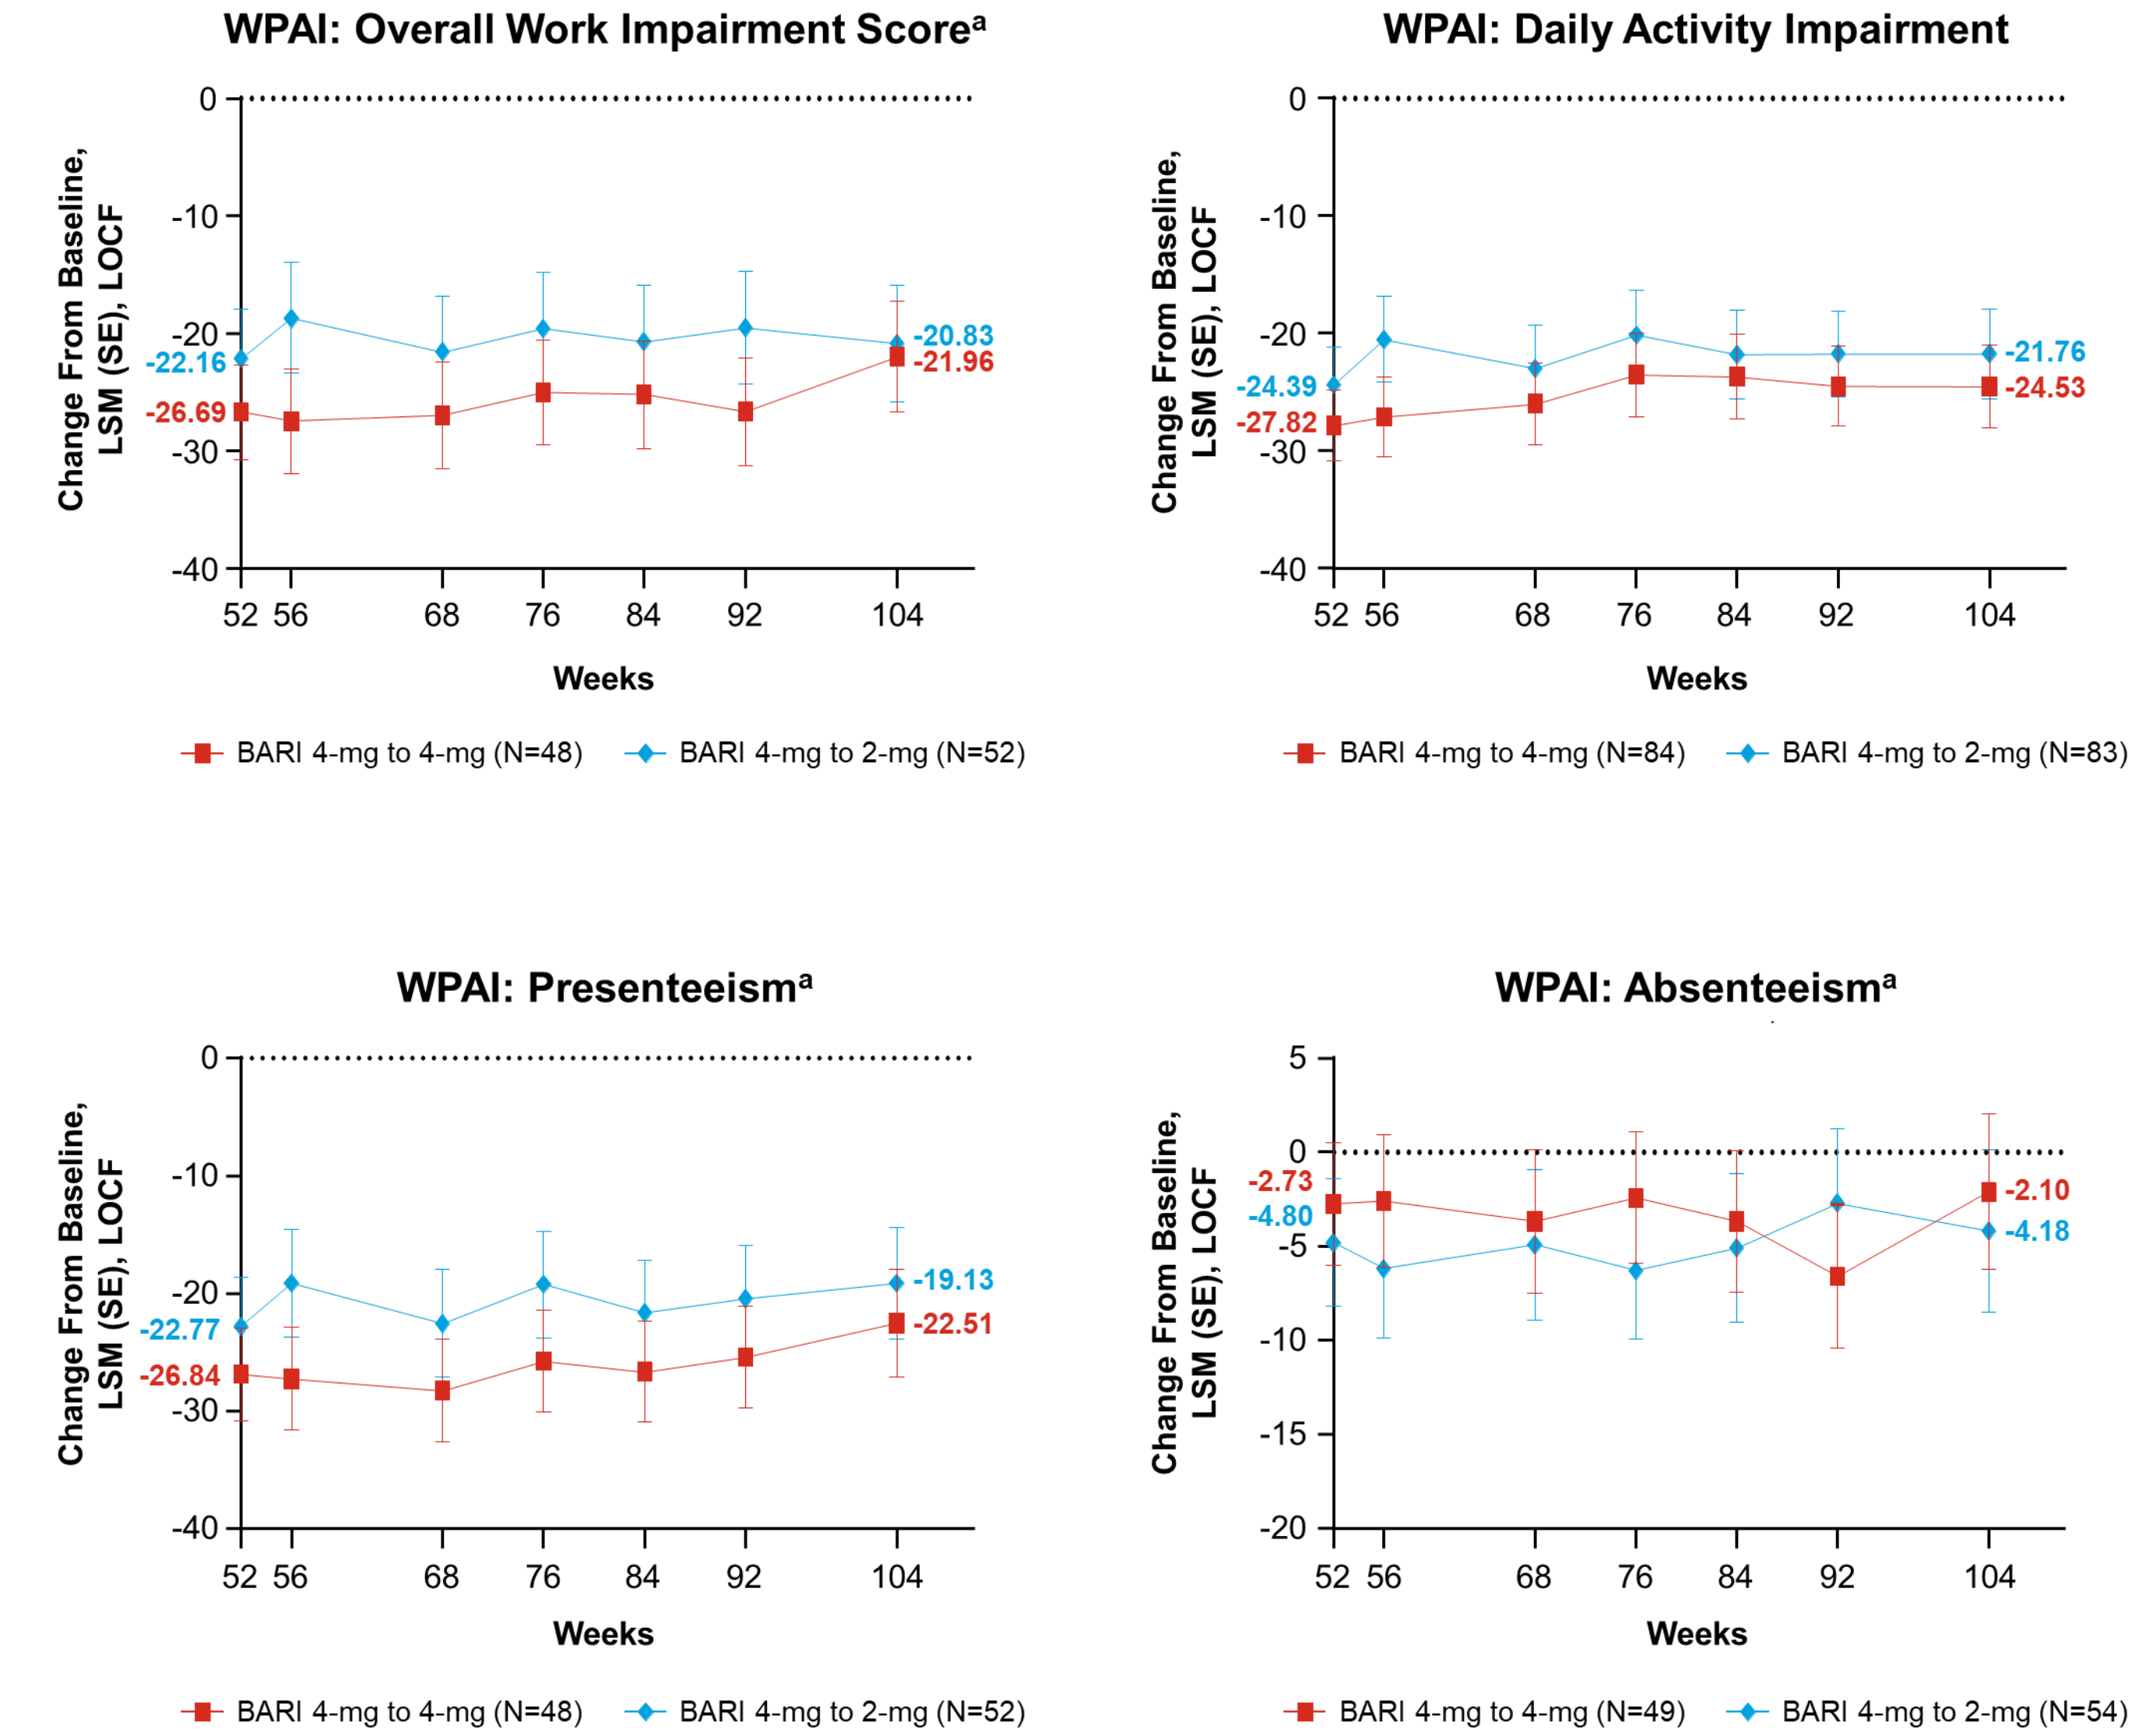 WPAI: Overall Work Impairment Scoreᵃ
Change From Baseline,
LSM (SE), LOCF
0
-10
-20
-30
-40
-22.16
-26.69
-20.83
-21.96
52 56 68 76 84 92 104
Weeks
BARI 4-mg to 4-mg (N=48) BARI 4-mg to 2-mg (N=52)
WPAI: Daily Activity Impairment
Change From Baseline,
LSM (SE), LOCF
0
-10
-20
-30
-40
-24.39
-27.82
-21.76
-24.53
52 56 68 76 84 92 104
Weeks
BARI 4-mg to 4-mg (N=84) BARI 4-mg to 2-mg (N=83)
WPAI: Presenteeismᵃ
Change From Baseline,
LSM (SE), LOCF
0
-10
-20
-30
-40
-22.77
-26.84
-19.13
-22.51
52 56 68 76 84 92 104
Weeks
BARI 4-mg to 4-mg (N=48) BARI 4-mg to 2-mg (N=52)
WPAI: Absenteeismᵃ
Change From Baseline,
LSM (SE), LOCF
5
0
-5
-10
-15
-20
-2.73
-4.80
-2.10
-4.18
52 56 68 76 84 92 104
Weeks
BARI 4-mg to 4-mg (N=49) BARI 4-mg to 2-mg (N=54)